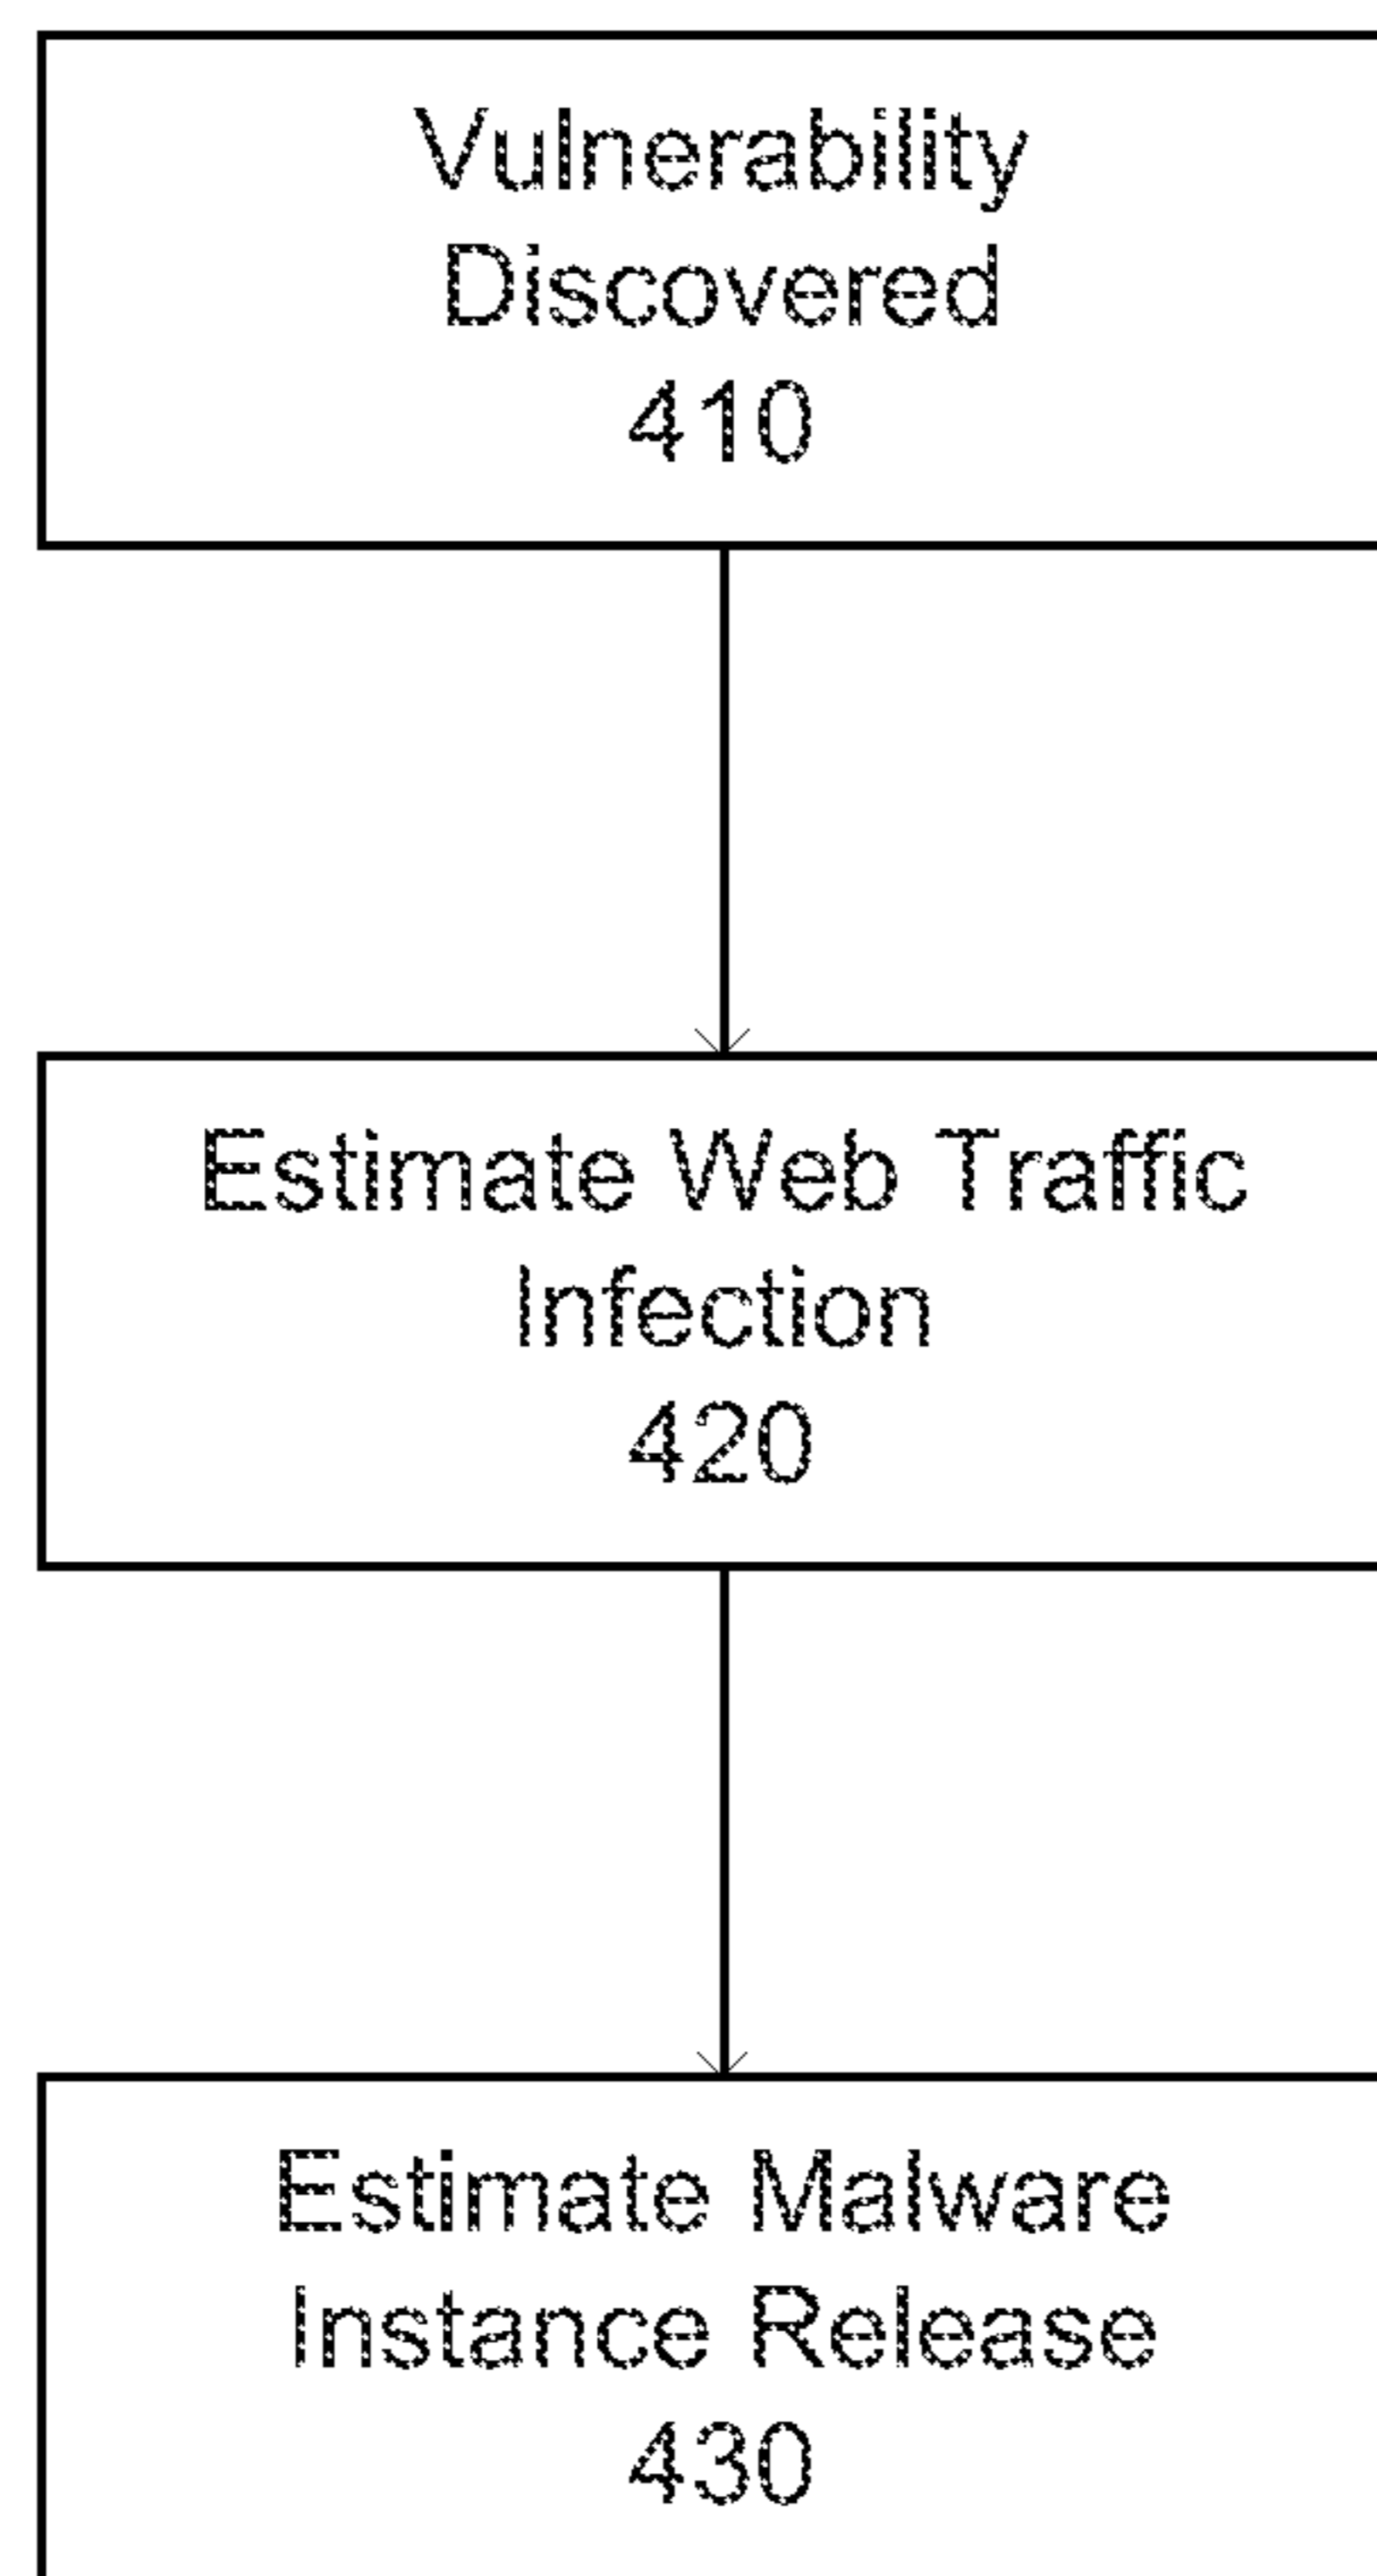 Vulnerability
Discovered
410
Estimate Web Traffic
Infection
420
Estimate Malware
Instance Release
430